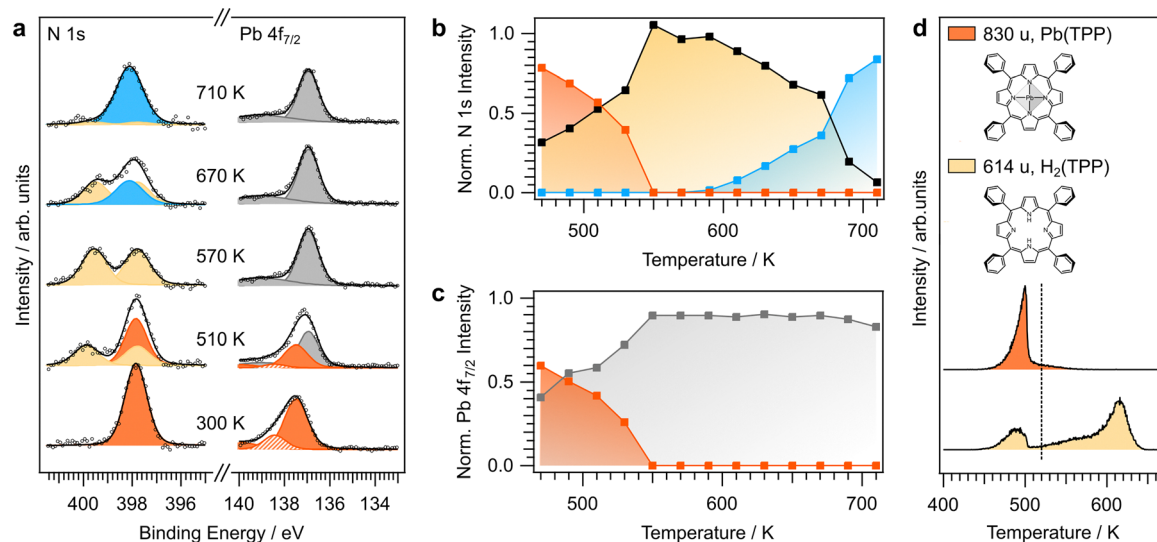 a
N 1s
//
Pb 4f7/2
710 K
670 K
570 K
510 K
300 K
Intensity / arb. units
400
398
396
//
140
138
136
134
Binding Energy / eV
b
Norm. N 1s Intensity
1.0
0.5
0.0
500
600
700
Temperature / K
c
Norm. Pb 4f7/2 Intensity
1.0
0.5
0.0
500
600
700
Temperature / K
d
830 u, Pb(TPP)
N
N
Pb
N
N
614 u, H2(TPP)
H
N
N
N
H
N
Intensity / arb.units
400
500
600
Temperature / K